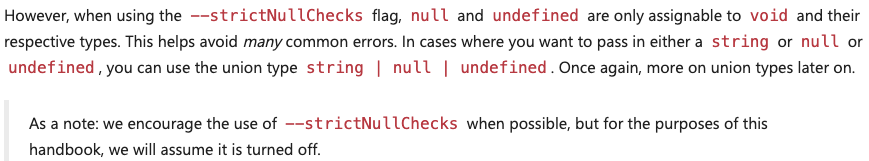 However, when using the --strictNullChecks flag, null and undefined are only assignable to void and their
respective types. This helps avoid many common errors. In cases where you want to pass in either a string or null or
undefined, you can use the union type string | null | undefined. Once again, more on union types later on.
As a note: we encourage the use of --strictNullChecks when possible, but for the purposes of this
handbook, we will assume it is turned off.